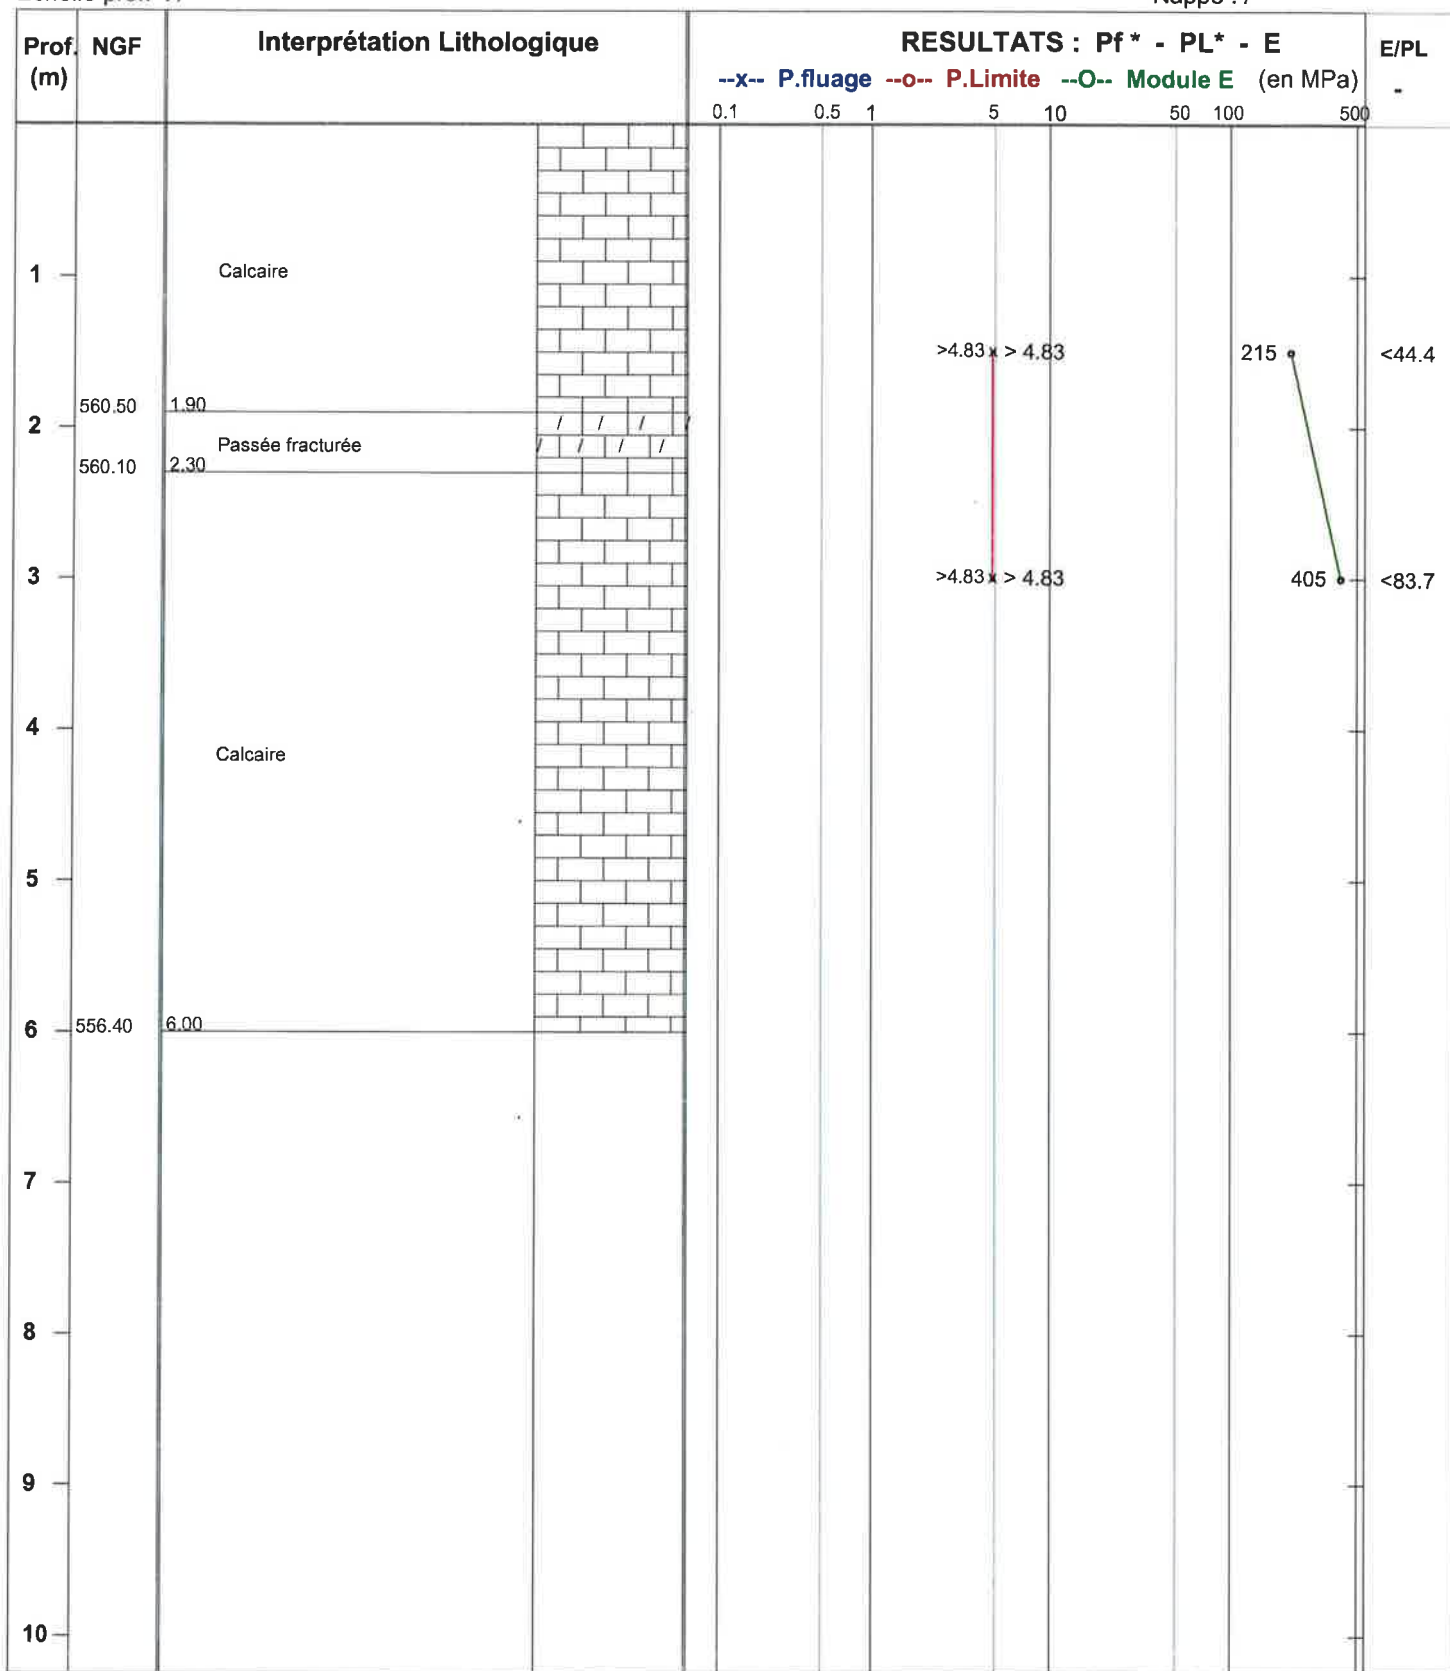 Prof. NGF Interprétation Lithologique RESULTATS : Pf * - PL* - E E/PL
(m) --x-- P.fluage --o-- P.Limite --O-- Module E (en MPa) -
0.1 0.5 1 5 10 50 100 500
1 Calcaire
>4.83 > 4.83 215 <44.4
560.50 1.90
2 Passée fracturée
560.10 2.30
3 >4.83 > 4.83 405 <83.7
4
Calcaire
5
6 556.40 6.00
7
8
9
10